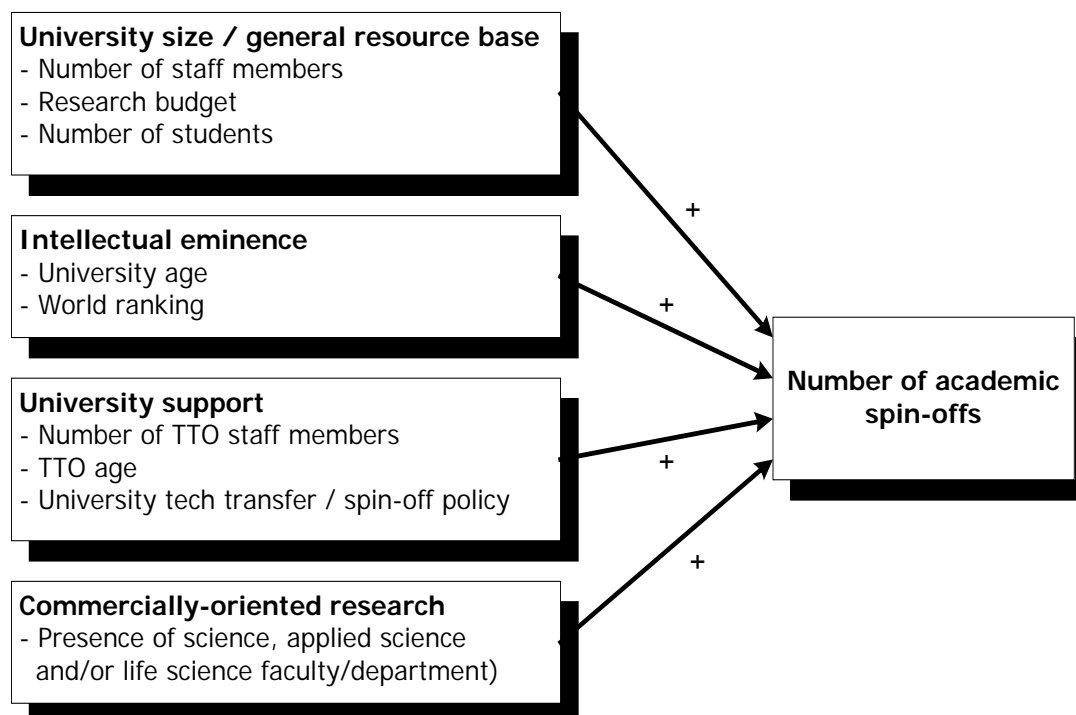 University size / general resource base
- Number of staff members
- Research budget
- Number of students
+
Intellectual eminence
- University age
- World ranking
+
University support
- Number of TTO staff members
- TTO age
- University tech transfer / spin-off policy
+
Commercially-oriented research
- Presence of science, applied science
and/or life science faculty/department)
+
Number of academic
spin-offs